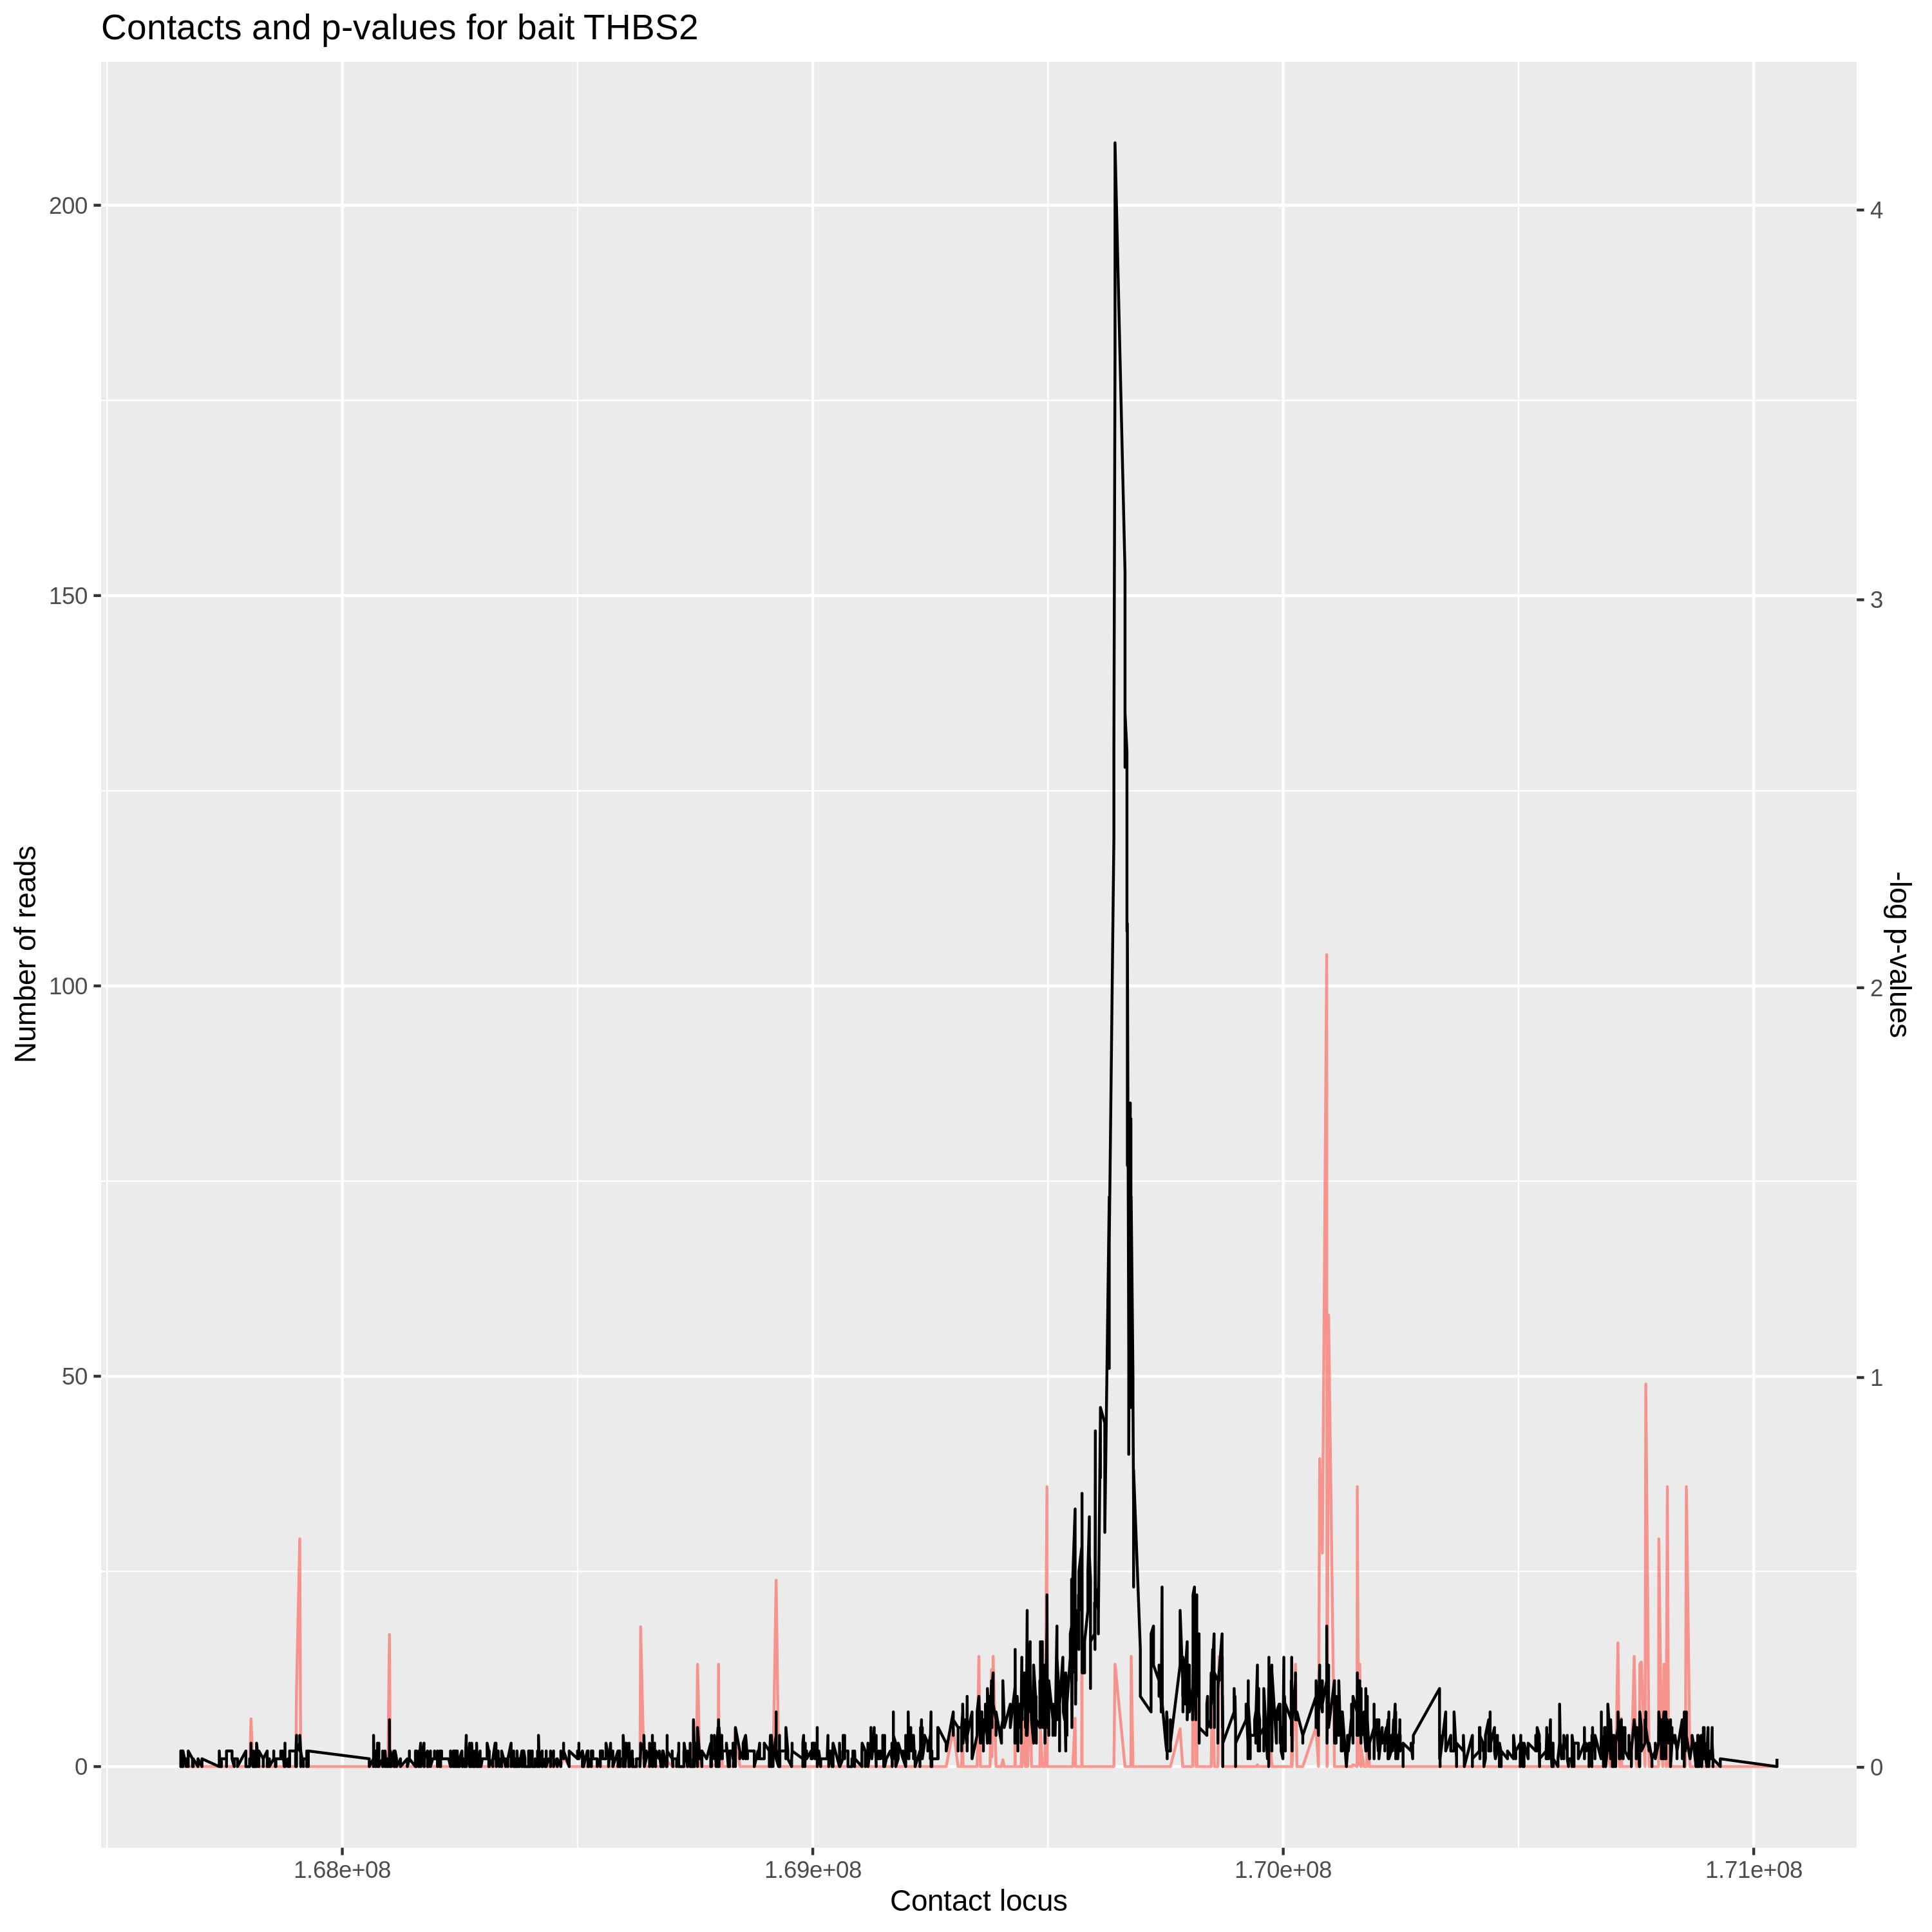 Contacts and p-values for bait THBS2
200
150
100
50
0
Number of reads
4
3
2
1
0
-log p-values
1.68e+08
1.69e+08
1.70e+08
1.71e+08
Contact locus